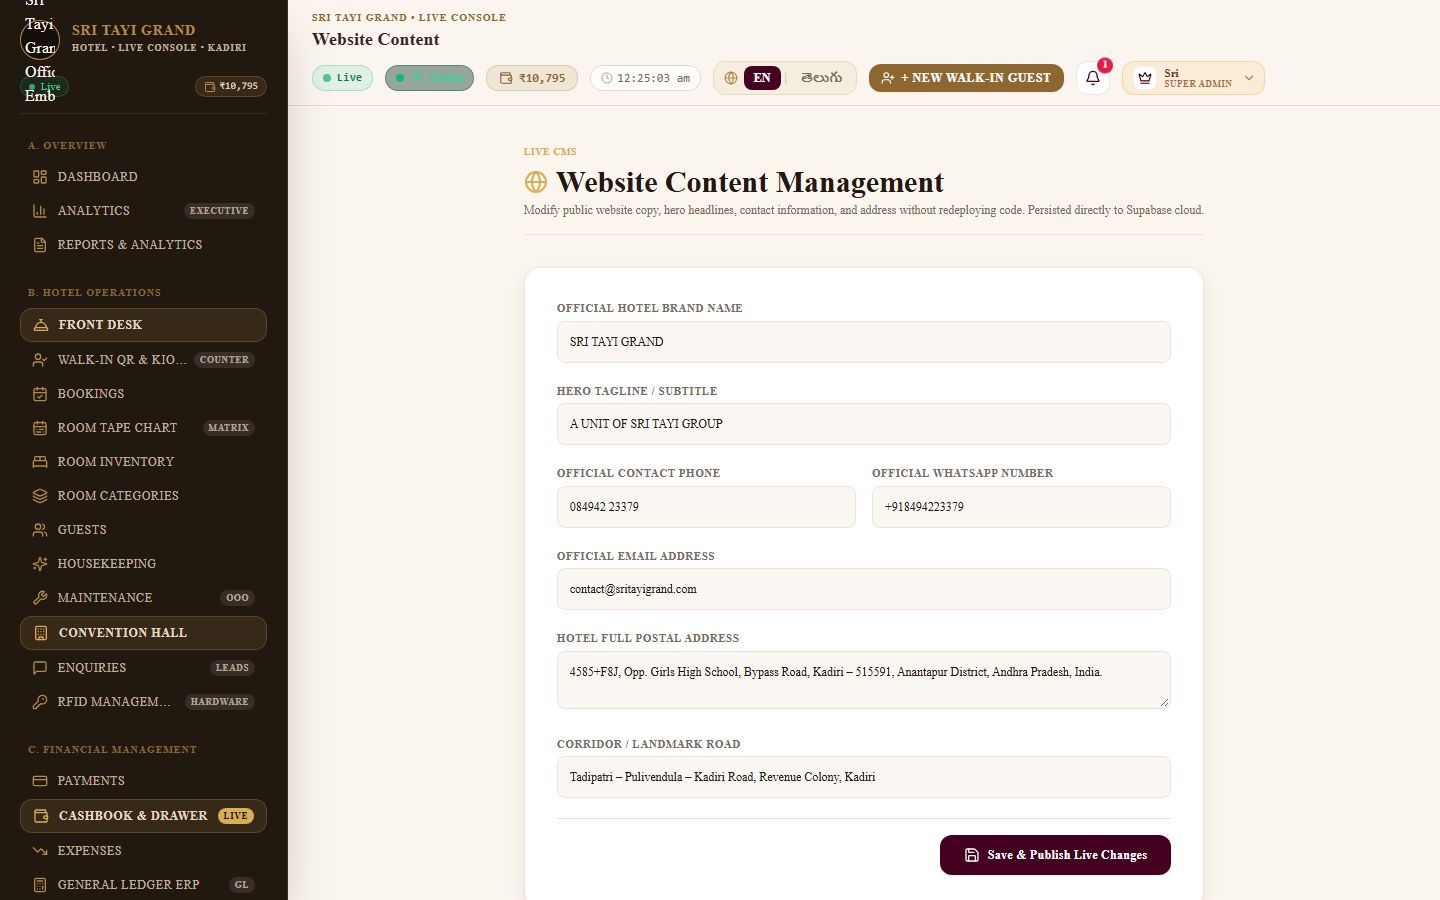 Sri
Tayi
Gran
Offic
Emb
SRI TAYI GRAND
HOTEL • LIVE CONSOLE • KADIRI
Live
₹10,795
A. OVERVIEW
DASHBOARD
ANALYTICS
EXECUTIVE
REPORTS & ANALYTICS
B. HOTEL OPERATIONS
FRONT DESK
WALK-IN QR & KIO...
COUNTER
BOOKINGS
ROOM TAPE CHART
MATRIX
ROOM INVENTORY
ROOM CATEGORIES
GUESTS
HOUSEKEEPING
MAINTENANCE
OOO
CONVENTION HALL
ENQUIRIES
LEADS
RFID MANAGEM...
HARDWARE
C. FINANCIAL MANAGEMENT
PAYMENTS
CASHBOOK & DRAWER
LIVE
EXPENSES
GENERAL LEDGER ERP
GL
SRI TAYI GRAND • LIVE CONSOLE
Website Content
Live
₹10,795
12:25:03 am
EN | తెలుగు
+ NEW WALK-IN GUEST
1
Sri
SUPER ADMIN
LIVE CMS
Website Content Management
Modify public website copy, hero headlines, contact information, and address without redeploying code. Persisted directly to Supabase cloud.
OFFICIAL HOTEL BRAND NAME
SRI TAYI GRAND
HERO TAGLINE / SUBTITLE
A UNIT OF SRI TAYI GROUP
OFFICIAL CONTACT PHONE
084942 23379
OFFICIAL WHATSAPP NUMBER
+918494223379
OFFICIAL EMAIL ADDRESS
contact@sritayigrand.com
HOTEL FULL POSTAL ADDRESS
4585+F8J, Opp. Girls High School, Bypass Road, Kadiri – 515591, Anantapur District, Andhra Pradesh, India.
CORRIDOR / LANDMARK ROAD
Tadipatri – Pulivendula – Kadiri Road, Revenue Colony, Kadiri
Save & Publish Live Changes